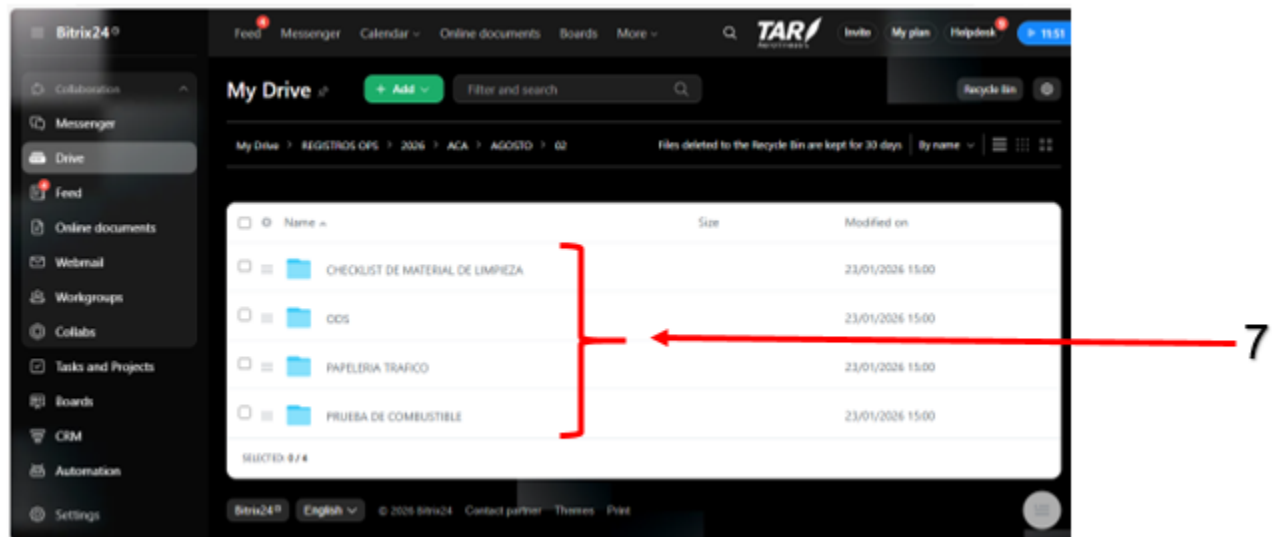 Bitrix24
Feed 4 Messenger Calendar Online documents Boards More TAR Invite My plan Helpdesk 11:51
Collaboration
Messenger
Drive
Feed
Online documents
Webmail
Workgroups
Collabs
Tasks and Projects
Boards
CRM
Automation
Settings
My Drive + Add Filter and search Recycle Bin
My Drive > REGISTROS OPS > 2026 > ACA > AGOSTO > 02 Files deleted to the Recycle Bin are kept for 30 days By name
Name Size Modified on
CHECKLIST DE MATERIAL DE LIMPIEZA 23/01/2026 15:00
ODS 23/01/2026 15:00
PAPELERIA TRAFICO 23/01/2026 15:00
PRUEBA DE COMBUSTIBLE 23/01/2026 15:00
SELECTED: 0 / 4
7
Bitrix24 English © 2026 Bitrix24 Contact partner Themes Print